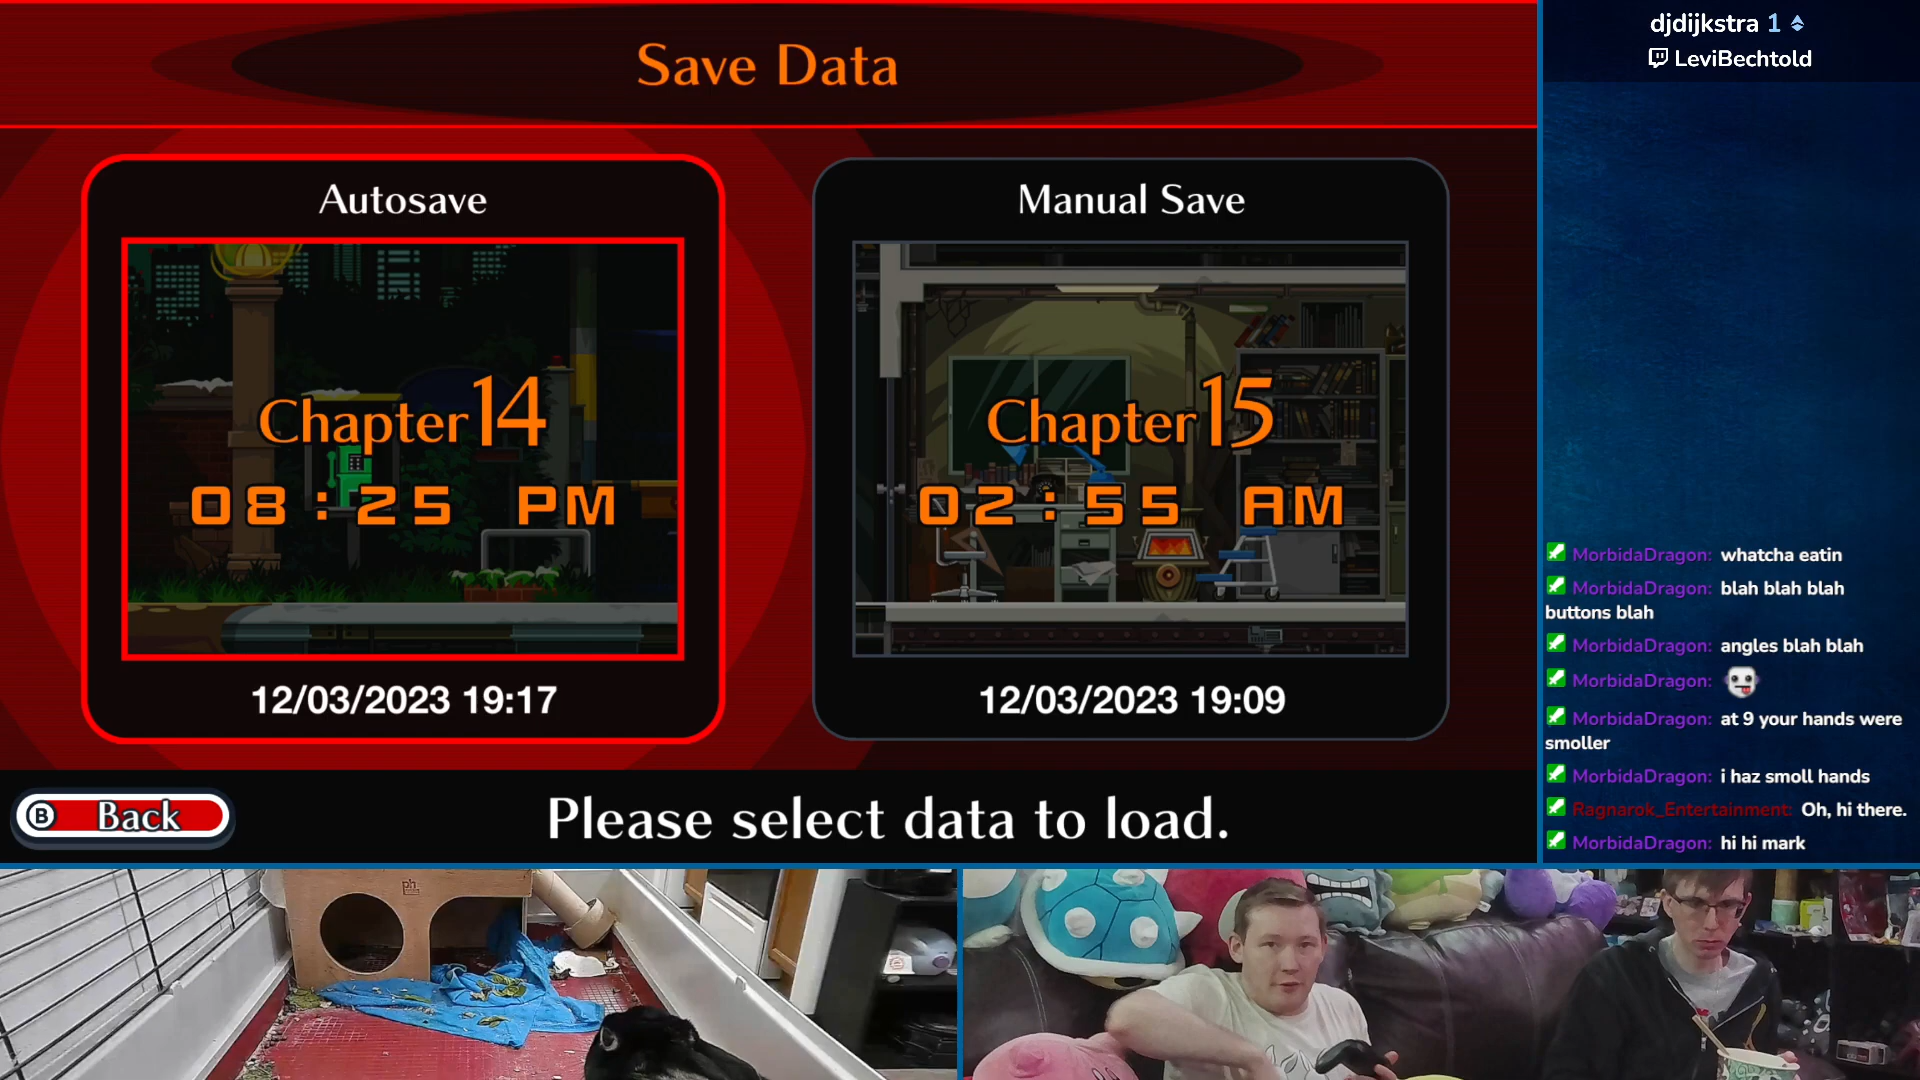 Save Data
Autosave
Chapter 14
08:25 PM
12/03/2023 19:17
Manual Save
Chapter 15
02:55 AM
12/03/2023 19:09
B Back
Please select data to load.
djdijkstra 1
LeviBechtold
MorbidaDragon: whatcha eatin
MorbidaDragon: blah blah blah
buttons blah
MorbidaDragon: angles blah blah
MorbidaDragon:
MorbidaDragon: at 9 your hands were
smoller
MorbidaDragon: i haz smoll hands
Ragnarok_Entertainment: Oh, hi there.
MorbidaDragon: hi hi mark
ph